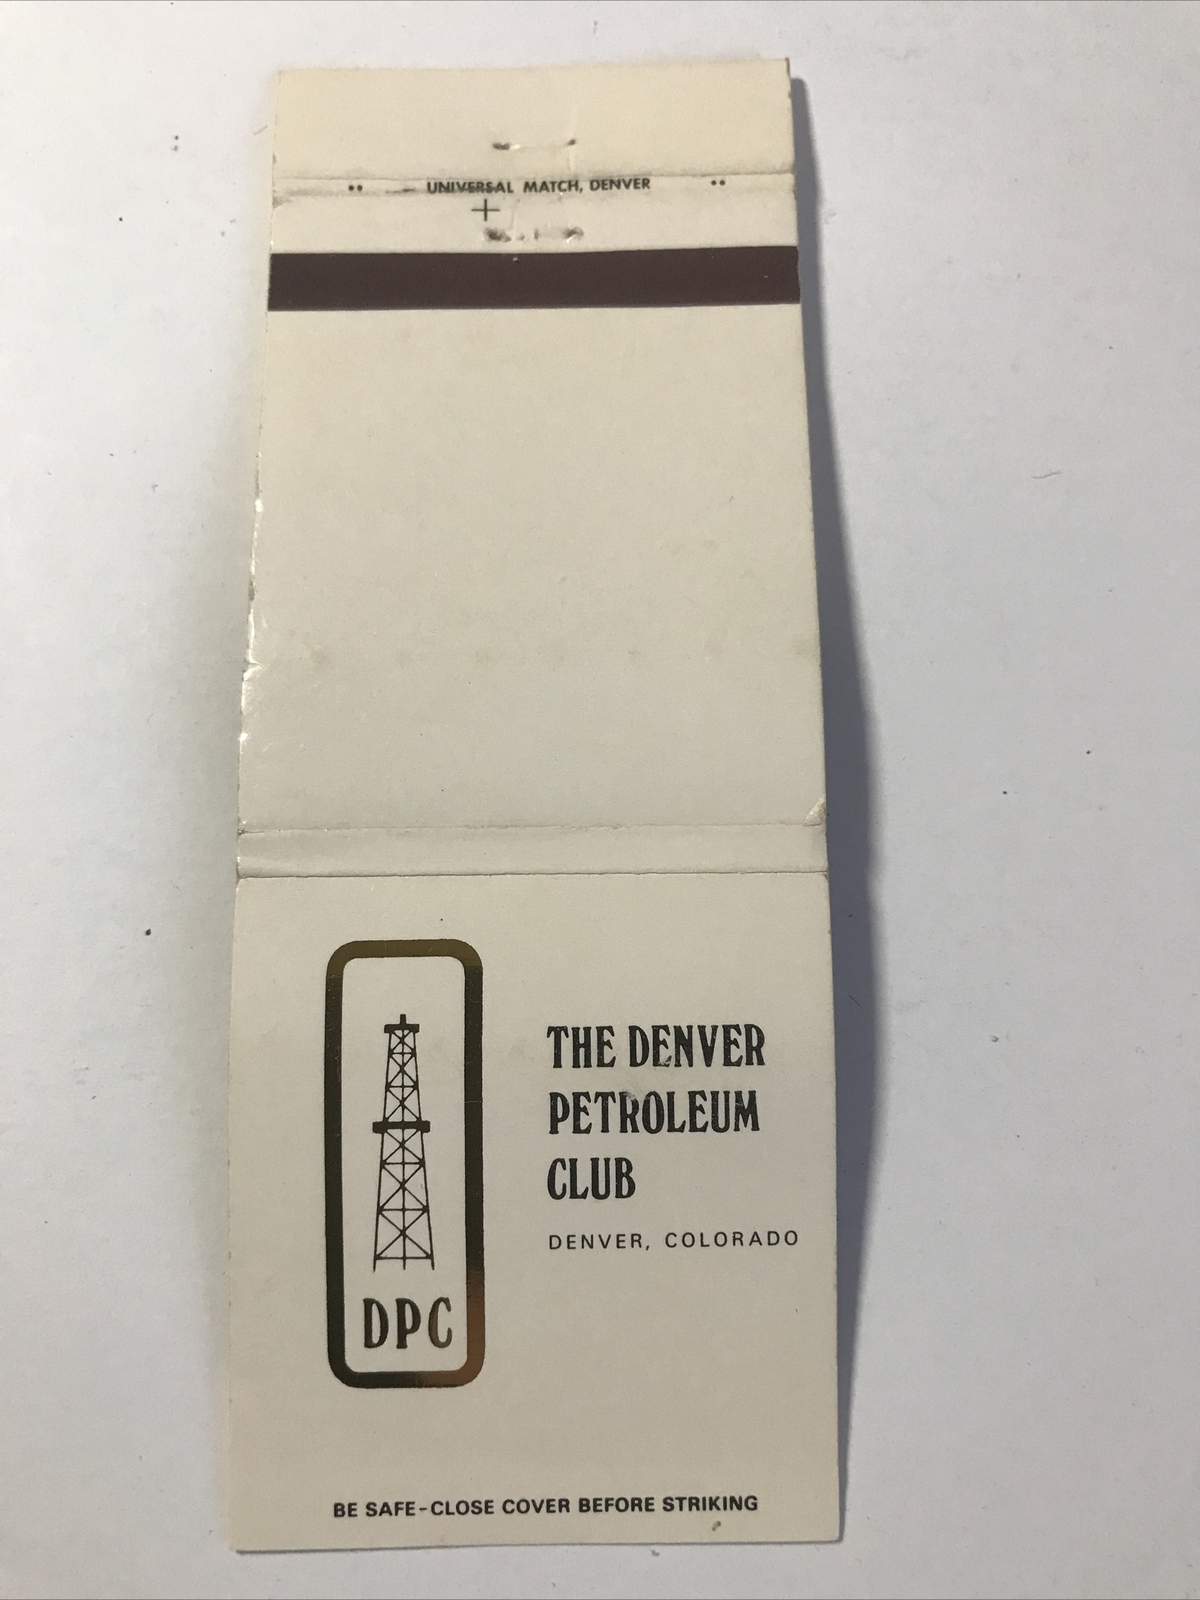 UNIVERSAL MATCH, DENVER
THE DENVER
PETROLEUM
CLUB
DENVER, COLORADO
DPC
BE SAFE-CLOSE COVER BEFORE STRIKING